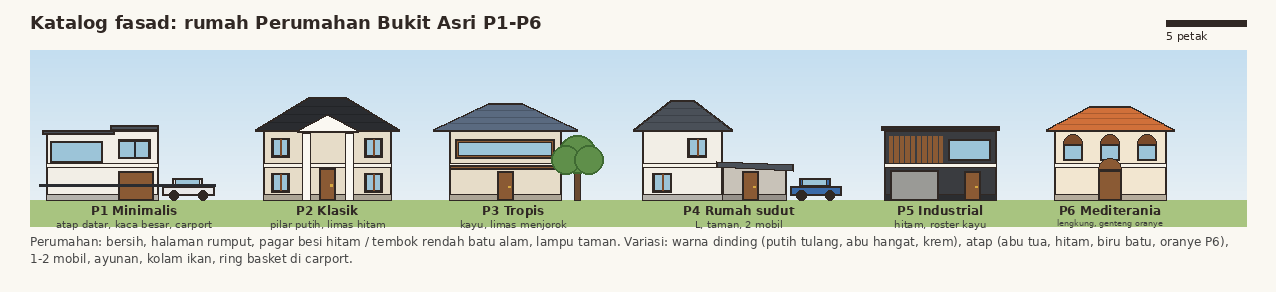 Katalog fasad: rumah Perumahan Bukit Asri P1-P6
5 petak
P1 Minimalis
atap datar, kaca besar, carport
P2 Klasik
pilar putih, limas hitam
P3 Tropis
kayu, limas menjorok
P4 Rumah sudut
L, taman, 2 mobil
P5 Industrial
hitam, roster kayu
P6 Mediterania
lengkung, genteng oranye
Perumahan: bersih, halaman rumput, pagar besi hitam / tembok rendah batu alam, lampu taman. Variasi: warna dinding (putih tulang, abu hangat, krem), atap (abu tua, hitam, biru batu, oranye P6),
1-2 mobil, ayunan, kolam ikan, ring basket di carport.